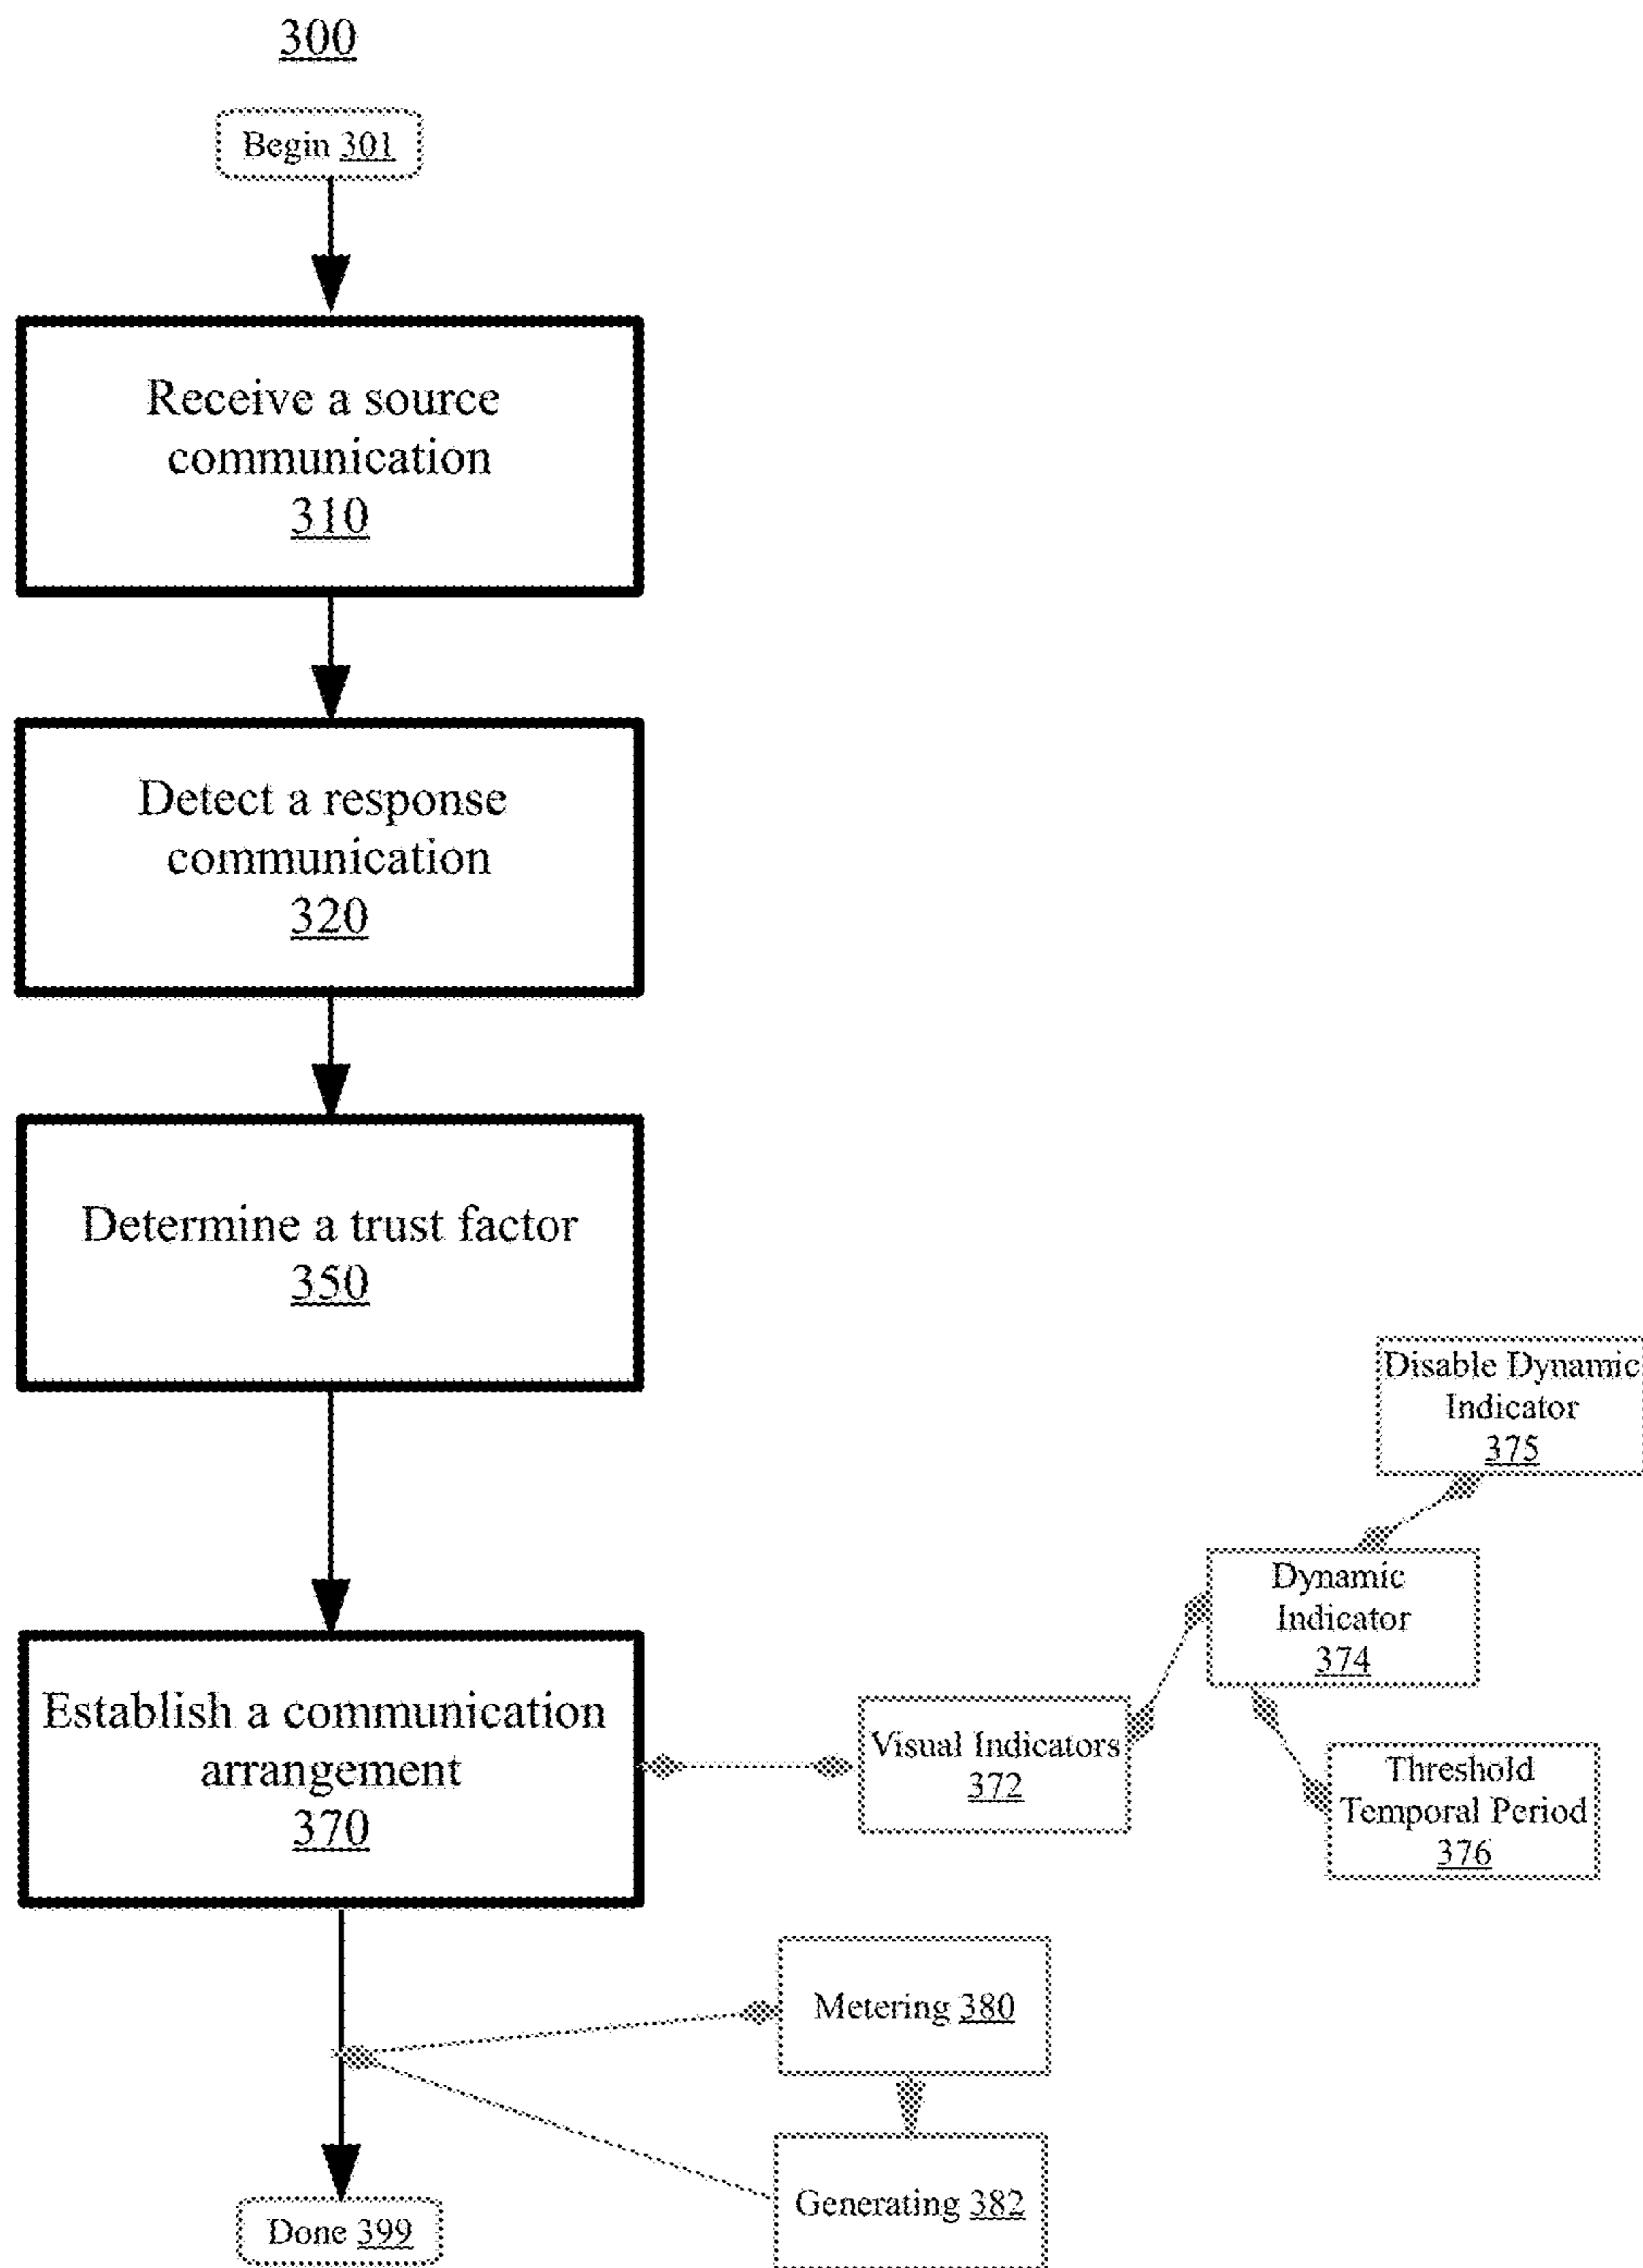 300
Begin 301
Receive a source
communication
310
Detect a response
communication
320
Determine a trust factor
350
Disable Dynamic
Indicator
375
Dynamic
Indicator
374
Establish a communication
arrangement
370
Visual Indicators
372
Threshold
Temporal Period
376
Metering 380
Generating 382
Done 399